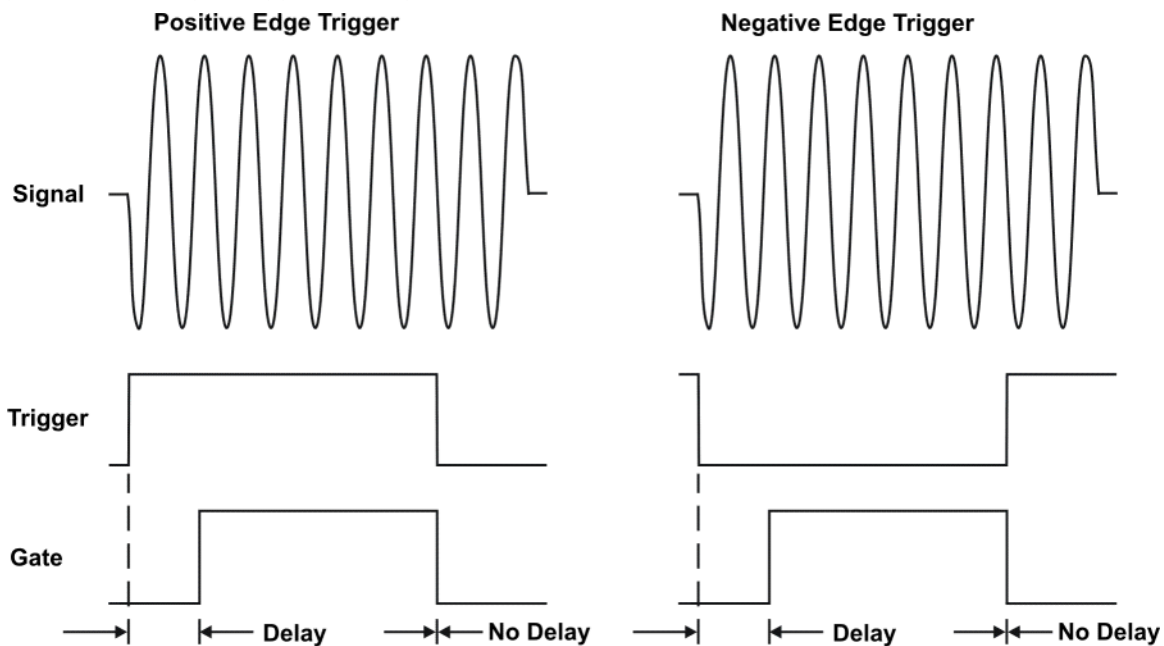 Positive Edge Trigger
Negative Edge Trigger
Signal
Trigger
Gate
Delay
No Delay
Delay
No Delay